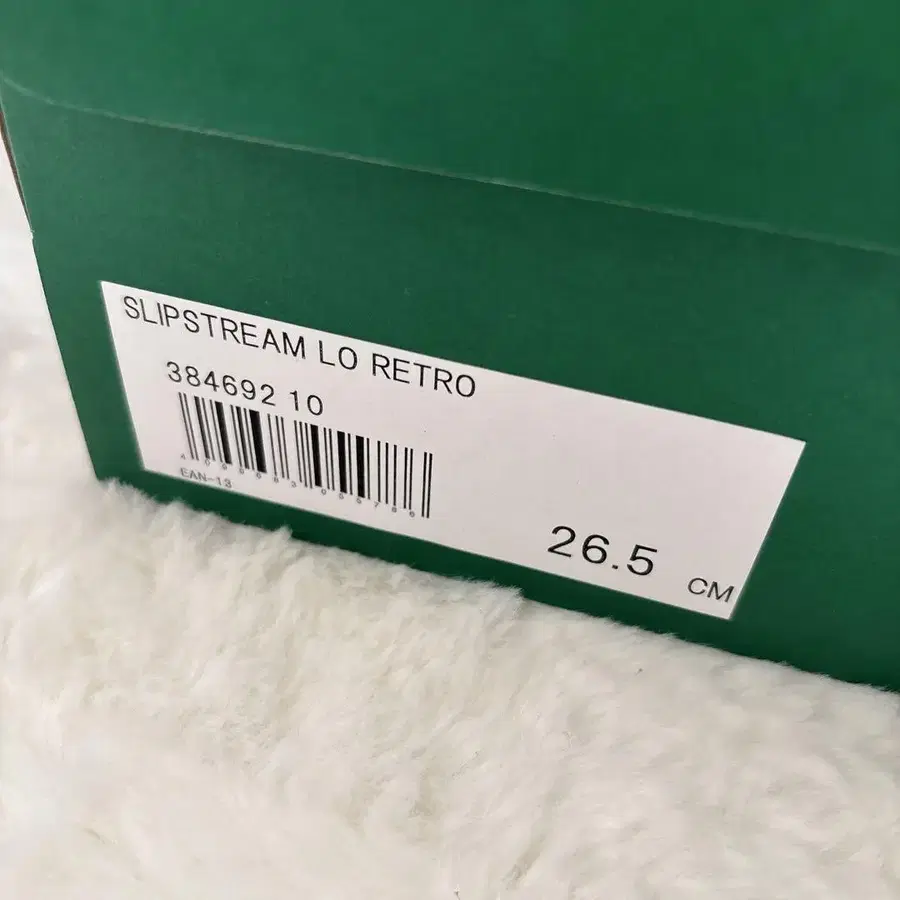 SLIPSTREAM LO RETRO
384692 10
EAN-13
26.5 CM